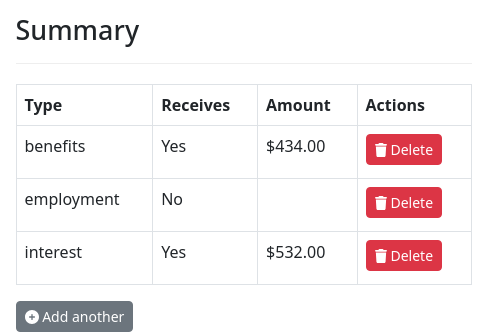 Summary
Type Receives Amount Actions
benefits Yes $434.00 Delete
employment No Delete
interest Yes $532.00 Delete
Add another